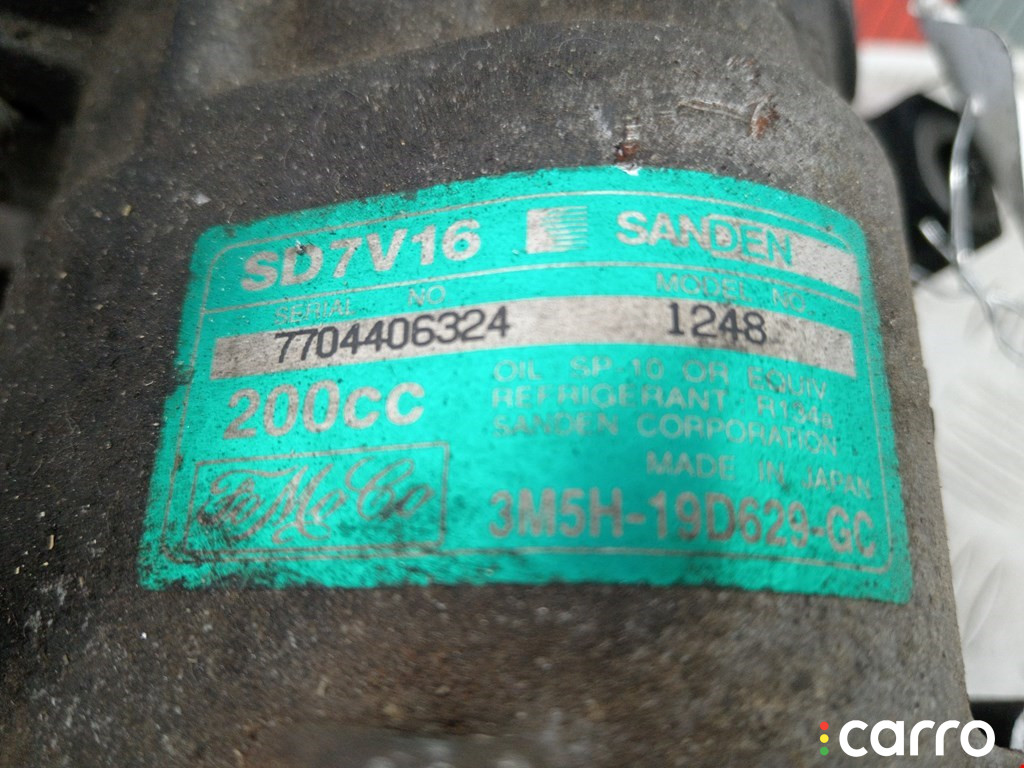 SD7V16 SANDEN
SERIAL NO MODEL NO
7704406324 1248
200cc
OIL SP-10 OR EQUIV
REFRIGERANT R134a
SANDEN CORPORATION
MADE IN JAPAN
FoMoCo 3M5H-19D629-GC
carro